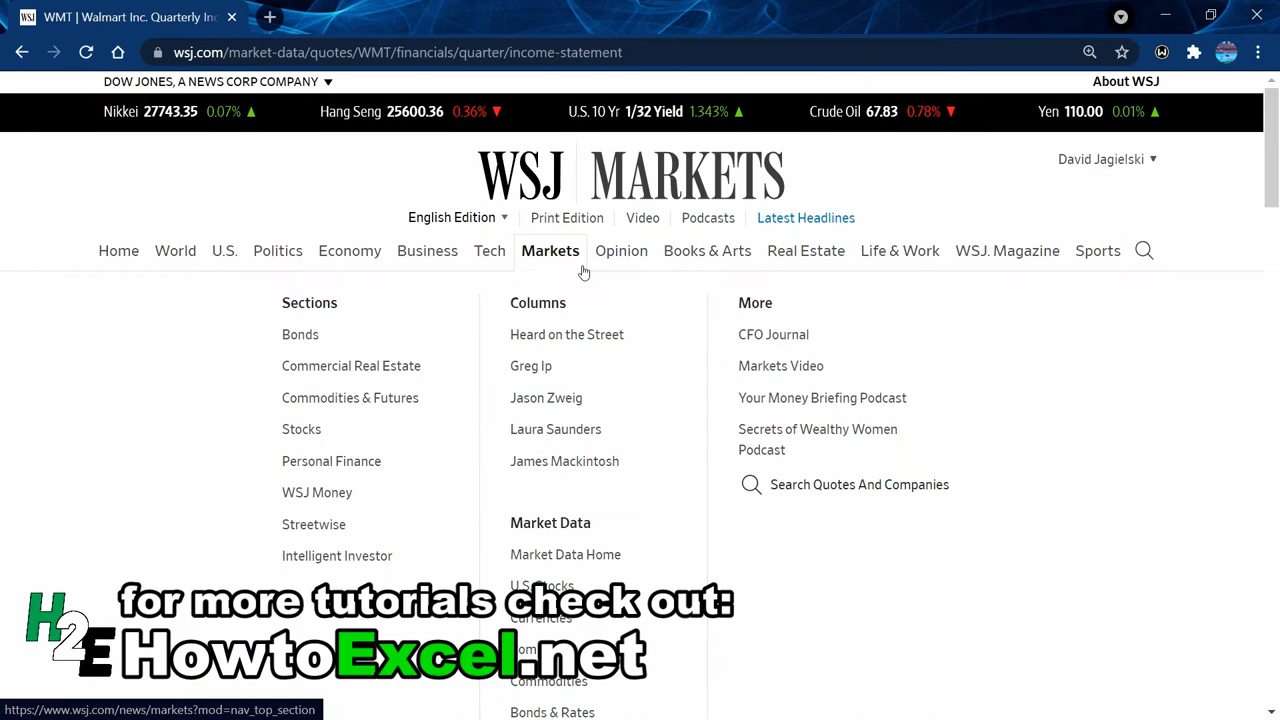 WSJ WMT | Walmart Inc. Quarterly Inc
wsj.com/market-data/quotes/WMT/financials/quarter/income-statement
DOW JONES, A NEWS CORP COMPANY
About WSJ
Nikkei 27743.35 0.07% Hang Seng 25600.36 0.36% U.S. 10 Yr 1/32 Yield 1.343% Crude Oil 67.83 0.78% Yen 110.00 0.01%
WSJ MARKETS
David Jagielski
English Edition Print Edition Video Podcasts Latest Headlines
Home World U.S. Politics Economy Business Tech Markets Opinion Books & Arts Real Estate Life & Work WSJ. Magazine Sports
Sections
Bonds
Commercial Real Estate
Commodities & Futures
Stocks
Personal Finance
WSJ Money
Streetwise
Intelligent Investor
Columns
Heard on the Street
Greg Ip
Jason Zweig
Laura Saunders
James Mackintosh
Market Data
Market Data Home
U.S. Stocks
Currencies
Commodities
Bonds & Rates
More
CFO Journal
Markets Video
Your Money Briefing Podcast
Secrets of Wealthy Women
Podcast
Search Quotes And Companies
H2E
for more tutorials check out:
HowtoExcel.net
https://www.wsj.com/news/markets?mod=nav_top_section